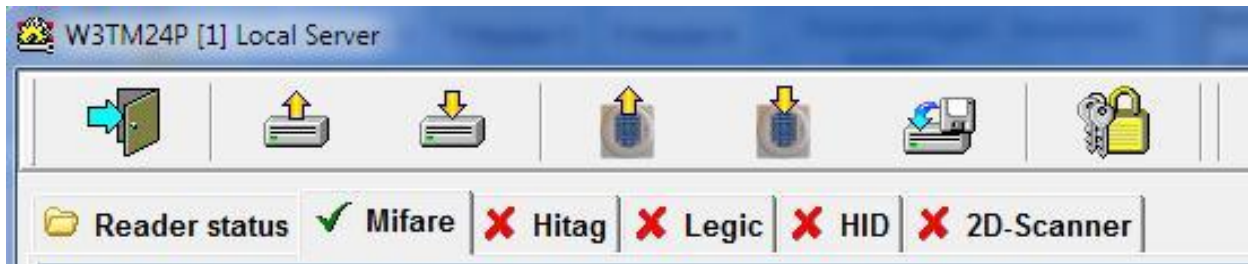 W3TM24P [1] Local Server
Reader status Mifare Hitag Legic HID 2D-Scanner